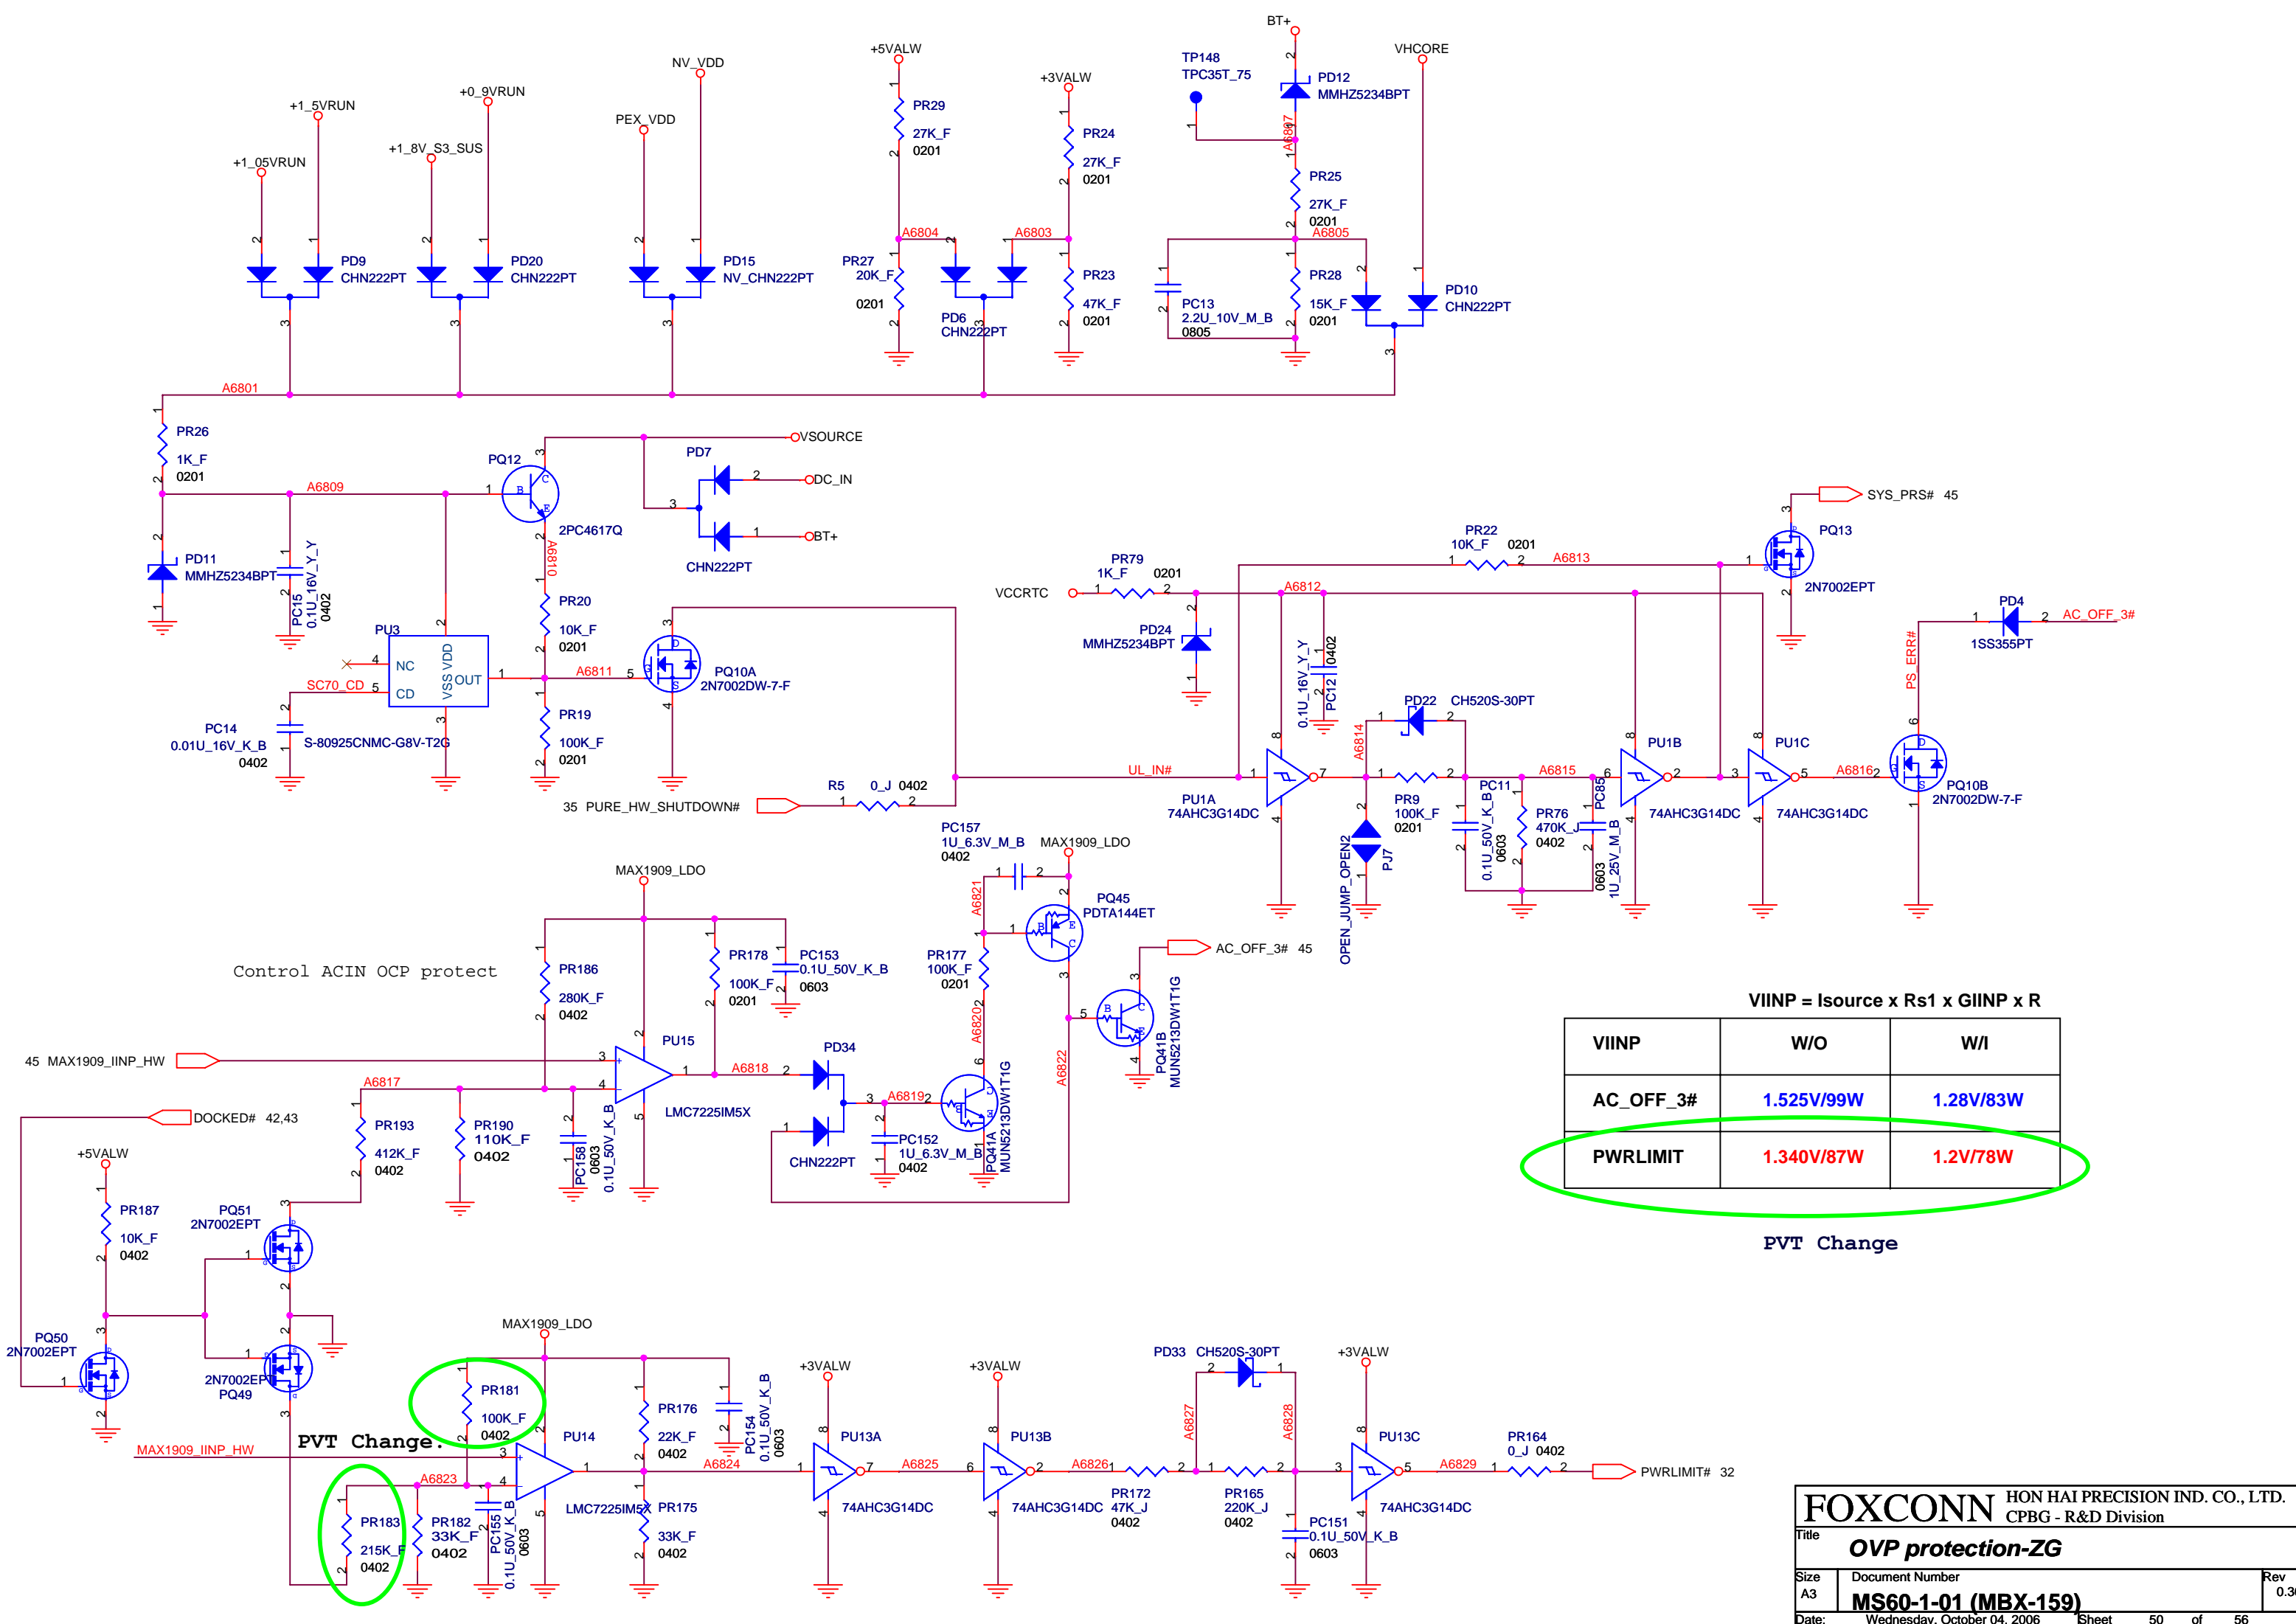 BT+
+5VALW
VHCORE
NV_VDD
TP148
TPC35T_75
+3VALW
PD12
MMHZ5234BPT
+1_5VRUN
+0_9VRUN
PEX_VDD
PR29
27K_F
0201
PR24
27K_F
0201
A6807
+1_05VRUN
+1_8V_S3_SUS
PR25
27K_F
0201
A6804
A6803
A6805
PD9
CHN222PT
PD20
CHN222PT
PD15
NV_CHN222PT
PR27
20K_F
0201
PD6
CHN222PT
PR23
47K_F
0201
PC13
2.2U_10V_M_B
0805
PR28
15K_F
0201
PD10
CHN222PT
A6801
PR26
1K_F
0201
A6809
PQ12
2PC4617Q
VSOURCE
PD7
DC_IN
BT+
CHN222PT
PD11
MMHZ5234BPT
PC15
0.1U_16V_Y_Y
0402
A6810
PR20
10K_F
0201
PU3
NC
CD
VDD
VSS
OUT
SC70_CD
S-80925CNMC-G8V-T2G
PC14
0.01U_16V_K_B
0402
A6811
PQ10A
2N7002DW-7-F
PR19
100K_F
0201
35 PURE_HW_SHUTDOWN#
R5
0_J 0402
VCCRTC
PR79
1K_F 0201
PD24
MMHZ5234BPT
A6812
0.1U_16V_Y_Y
PC12
0402
PR22
10K_F 0201
A6813
SYS_PRS# 45
PQ13
2N7002EPT
PD4
1SS355PT
AC_OFF_3#
PS_ERR#
UL_IN#
PU1A
74AHC3G14DC
A6814
PD22 CH520S-30PT
PR9
100K_F
0201
PJ7
OPEN_JUMP_OPEN2
PC11
0.1U_50V_K_B
0603
A6815
PR76
470K_J
0402
PC85
1U_25V_M_B
0603
PU1B
74AHC3G14DC
PU1C
74AHC3G14DC
A6816
PQ10B
2N7002DW-7-F
PC157
1U_6.3V_M_B
0402
MAX1909_LDO
A6821
PQ45
PDTA144ET
PR177
100K_F
0201
A6820
AC_OFF_3# 45
PQ41B
MUN5213DW1T1G
A6822
MAX1909_LDO
Control ACIN OCP protect
PR186
280K_F
0402
PR178
100K_F
0201
PC153
0.1U_50V_K_B
0603
45 MAX1909_IINP_HW
PU15
LMC7225IM5X
A6818
PD34
CHN222PT
A6819
PC152
1U_6.3V_M_B
0402
PQ41A
MUN5213DW1T1G
A6817
DOCKED# 42,43
PR193
412K_F
0402
PR190
110K_F
0402
PC158
0603
0.1U_50V_K_B
VIINP = Isource x Rs1 x GIINP x R
VIINP W/O W/I
AC_OFF_3# 1.525V/99W 1.28V/83W
PWRLIMIT 1.340V/87W 1.2V/78W
PVT Change
+5VALW
PR187
10K_F
0402
PQ51
2N7002EPT
PQ50
2N7002EPT
2N7002EPT
PQ49
MAX1909_LDO
PR181
100K_F
0402
PVT Change.
MAX1909_IINP_HW
PU14
LMC7225IM5X
PR176
22K_F
0402
PC154
0.1U_50V_K_B
0603
A6823
PR183
215K_F
0402
PR182
33K_F
0402
PC155
0.1U_50V_K_B
0603
PR175
33K_F
0402
A6824
+3VALW
PU13A
74AHC3G14DC
A6825
+3VALW
PU13B
74AHC3G14DC
A6826
PR172
47K_J
0402
PD33 CH520S-30PT
A6827
A6828
PR165
220K_J
0402
PC151
0.1U_50V_K_B
0603
+3VALW
PU13C
74AHC3G14DC
A6829
PR164
0_J 0402
PWRLIMIT# 32
FOXCONN HON HAI PRECISION IND. CO., LTD.
CPBG - R&D Division
Title
OVP protection-ZG
Size Document Number Rev
A3 MS60-1-01 (MBX-159)
Date: Wednesday, October 04, 2006 Sheet 50 of 56